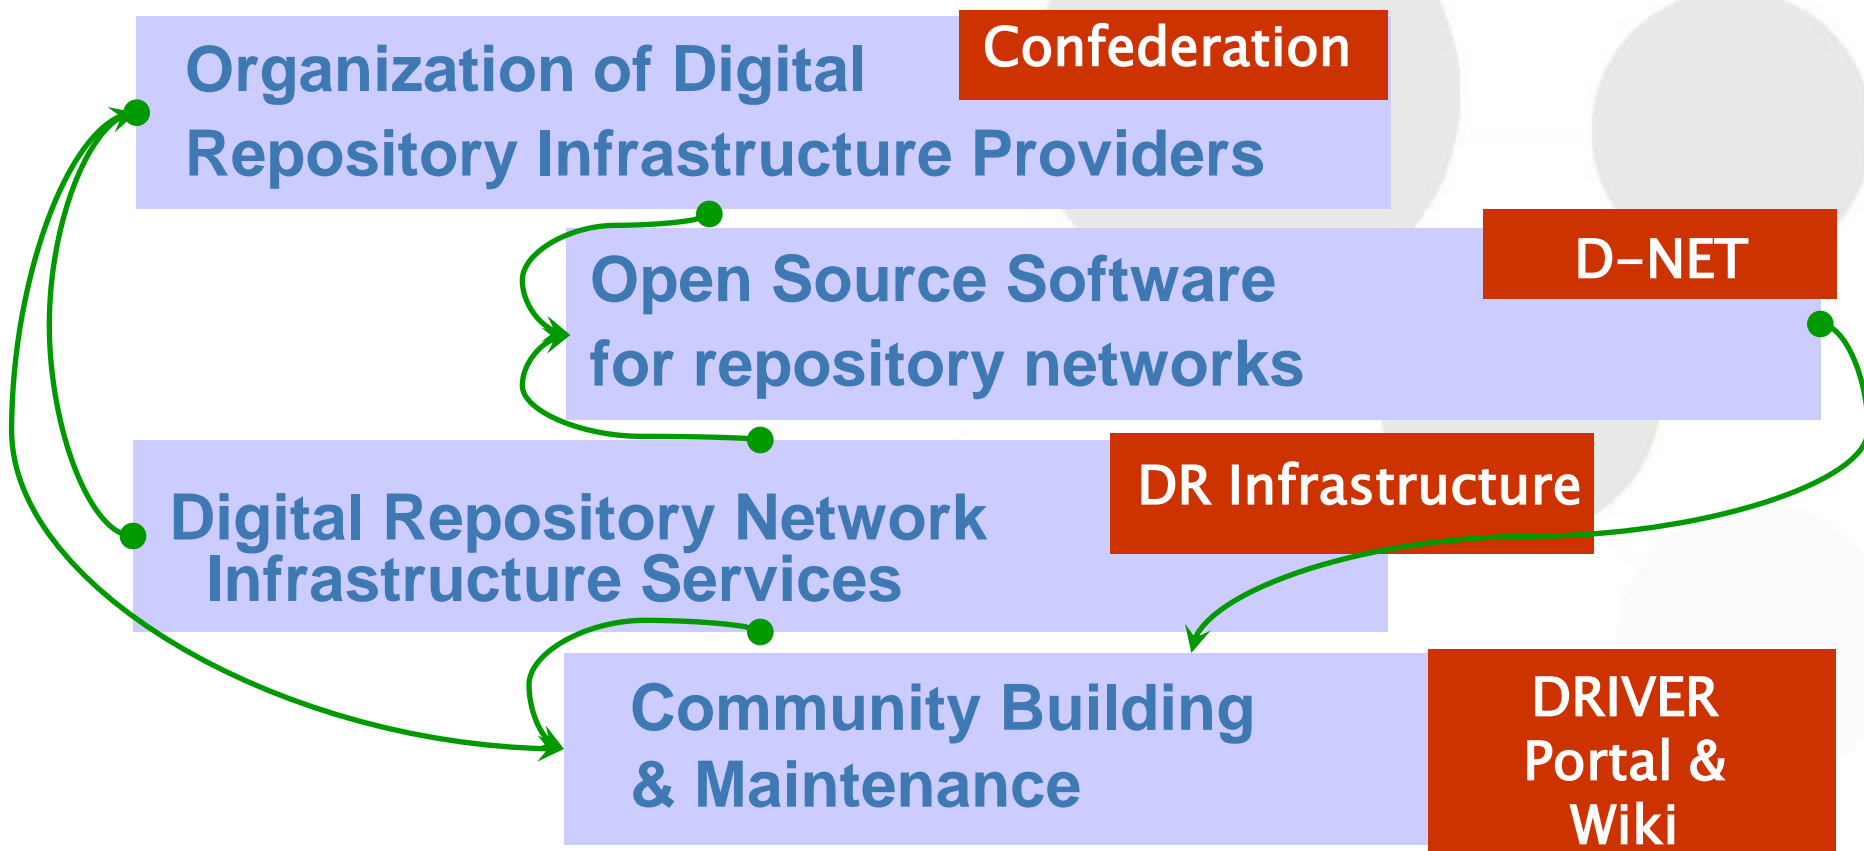 Organization of Digital
Repository Infrastructure Providers
Confederation
Open Source Software
for repository networks
D-NET
Digital Repository Network
Infrastructure Services
DR Infrastructure
Community Building
& Maintenance
DRIVER
Portal &
Wiki